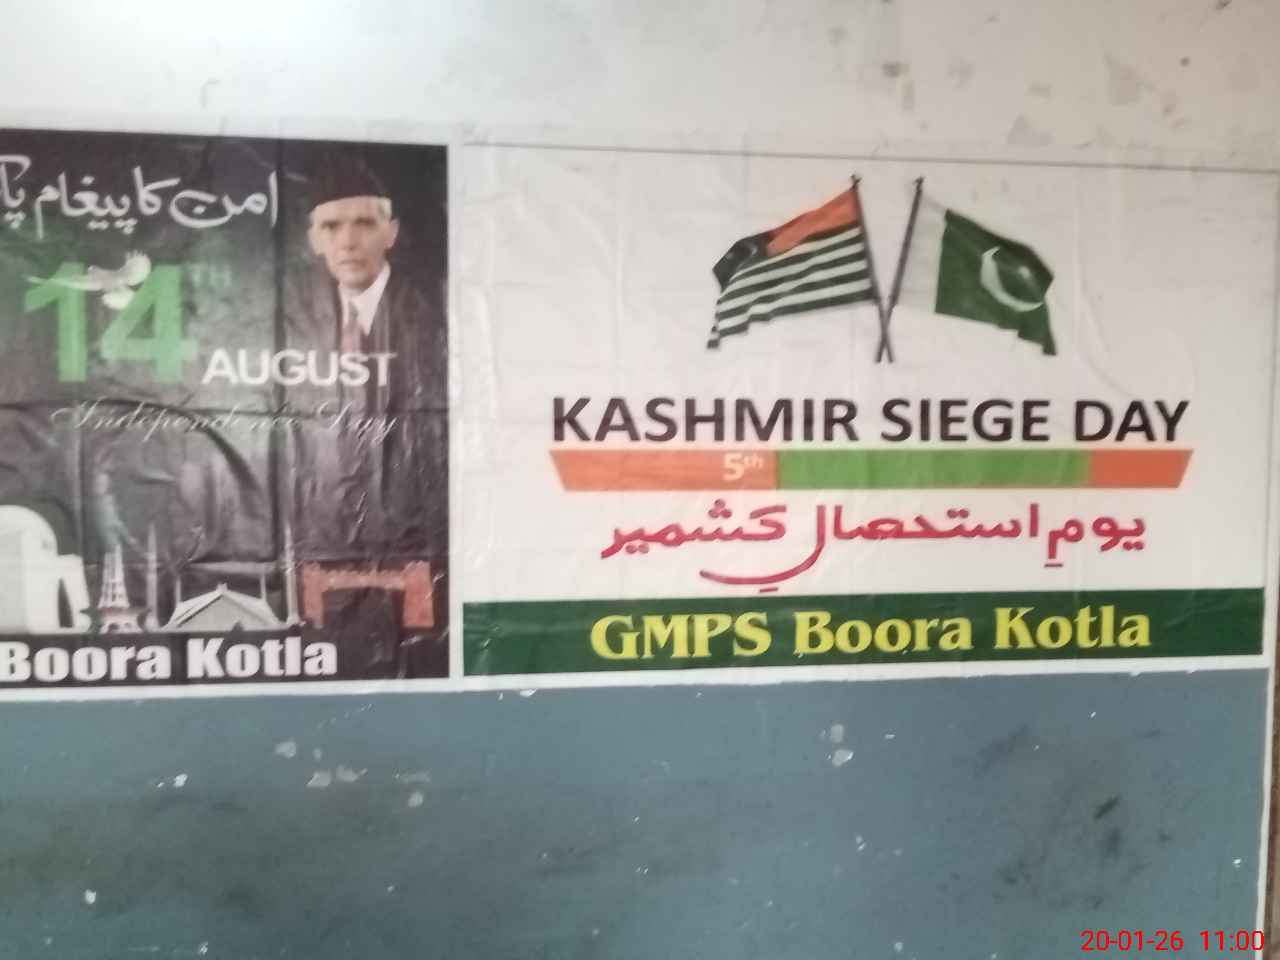 امن کا پیغام
14TH
AUGUST
Independence Day
Boora Kotla
KASHMIR SIEGE DAY
5th
یومِ استحصالِ کشمیر
GMPS Boora Kotla
20-01-26 11:00